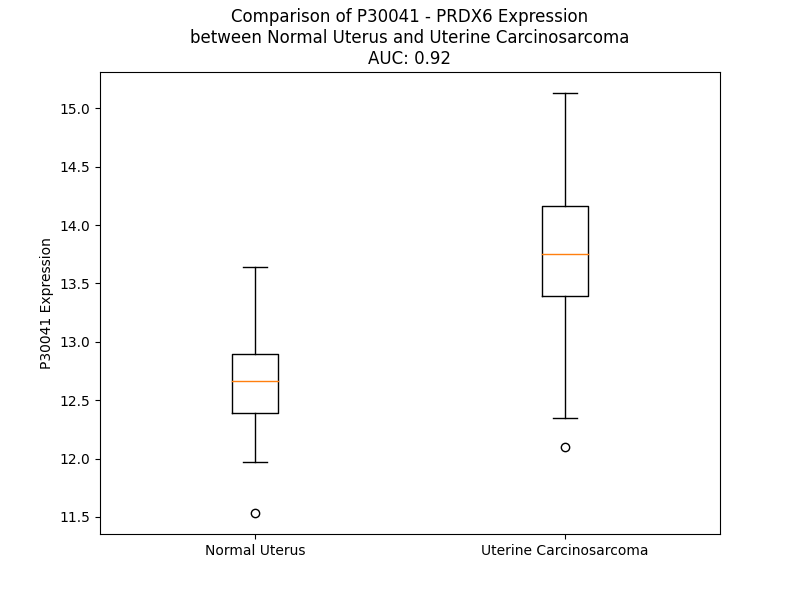 Comparison of P30041 - PRDX6 Expression
between Normal Uterus and Uterine Carcinosarcoma
AUC: 0.92
15.0
14.5
14.0
13.5
13.0
12.5
12.0
11.5
P30041 Expression
Normal Uterus
Uterine Carcinosarcoma